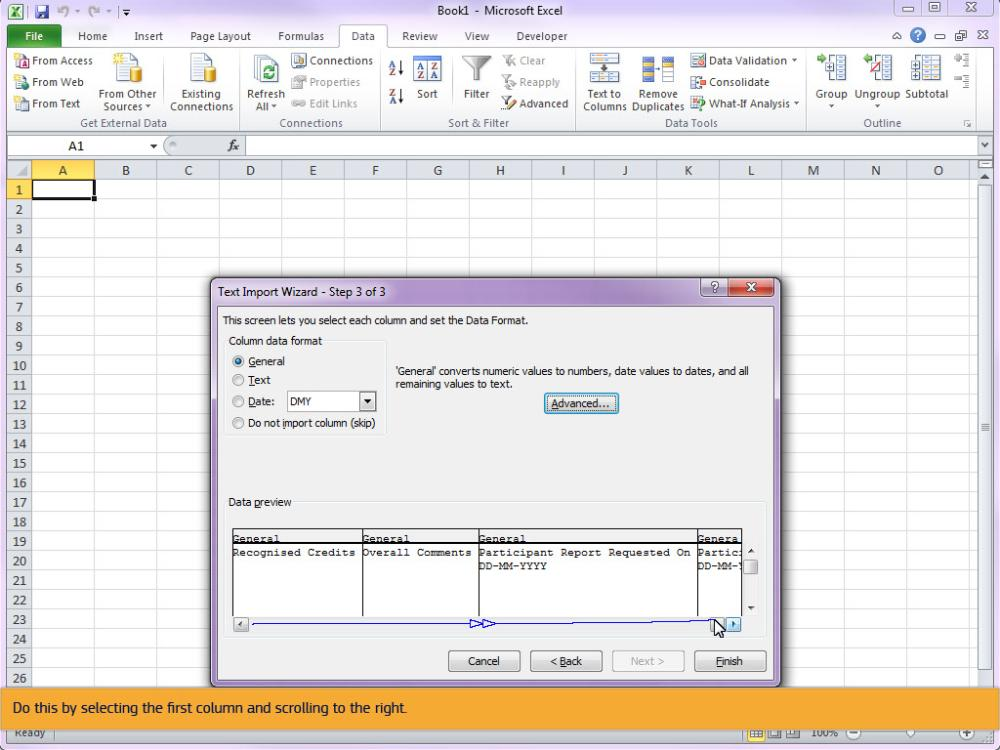 Book1 - Microsoft Excel
File Home Insert Page Layout Formulas Data Review View Developer
From Access
From Web
From Text
From Other Sources
Existing Connections
Get External Data
Refresh All
Connections
Properties
Edit Links
Connections
Sort
Filter
Clear
Reapply
Advanced
Sort & Filter
Text to Columns
Remove Duplicates
Data Validation
Consolidate
What-If Analysis
Data Tools
Group
Ungroup
Subtotal
Outline
A1 fx
A B C D E F G H I J K L M N O
1
2
3
4
5
6
7
8
9
10
11
12
13
14
15
16
17
18
19
20
21
22
23
24
25
26
Text Import Wizard - Step 3 of 3
This screen lets you select each column and set the Data Format.
Column data format
General
Text
Date: DMY
Do not import column (skip)
'General' converts numeric values to numbers, date values to dates, and all
remaining values to text.
Advanced...
Data preview
General General General Genera
Recognised Credits Overall Comments Participant Report Requested On Partic
DD-MM-YYYY DD-MM-Y
Cancel < Back Next > Finish
Do this by selecting the first column and scrolling to the right.
Ready 100%